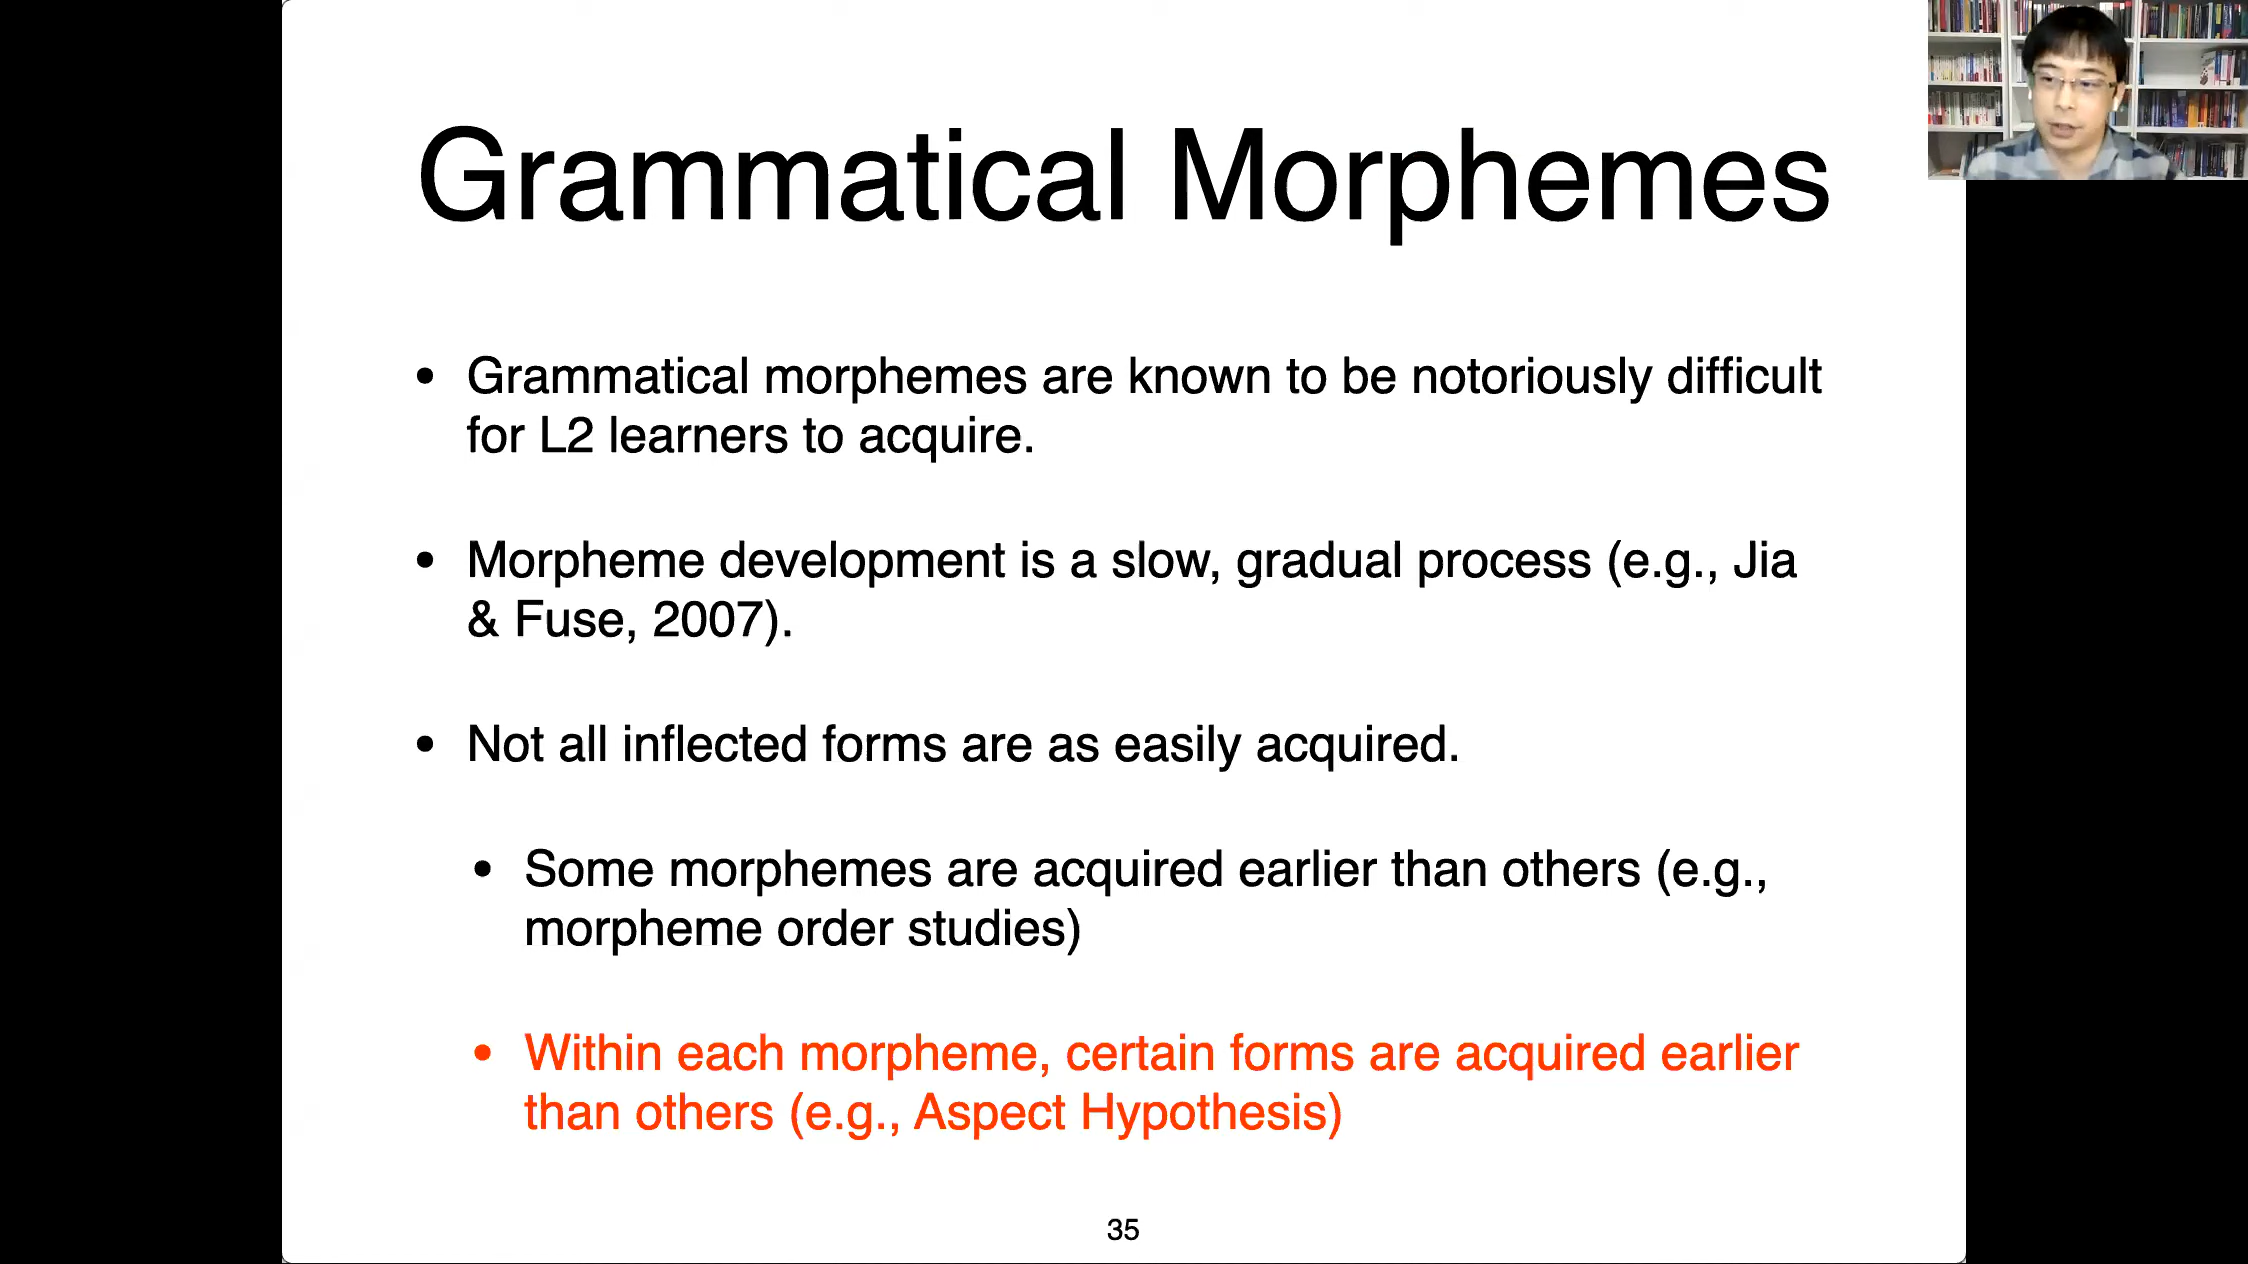 Grammatical Morphemes
• Grammatical morphemes are known to be notoriously difficult
for L2 learners to acquire.
• Morpheme development is a slow, gradual process (e.g., Jia
& Fuse, 2007).
• Not all inflected forms are as easily acquired.
• Some morphemes are acquired earlier than others (e.g.,
morpheme order studies)
• Within each morpheme, certain forms are acquired earlier
than others (e.g., Aspect Hypothesis)
35